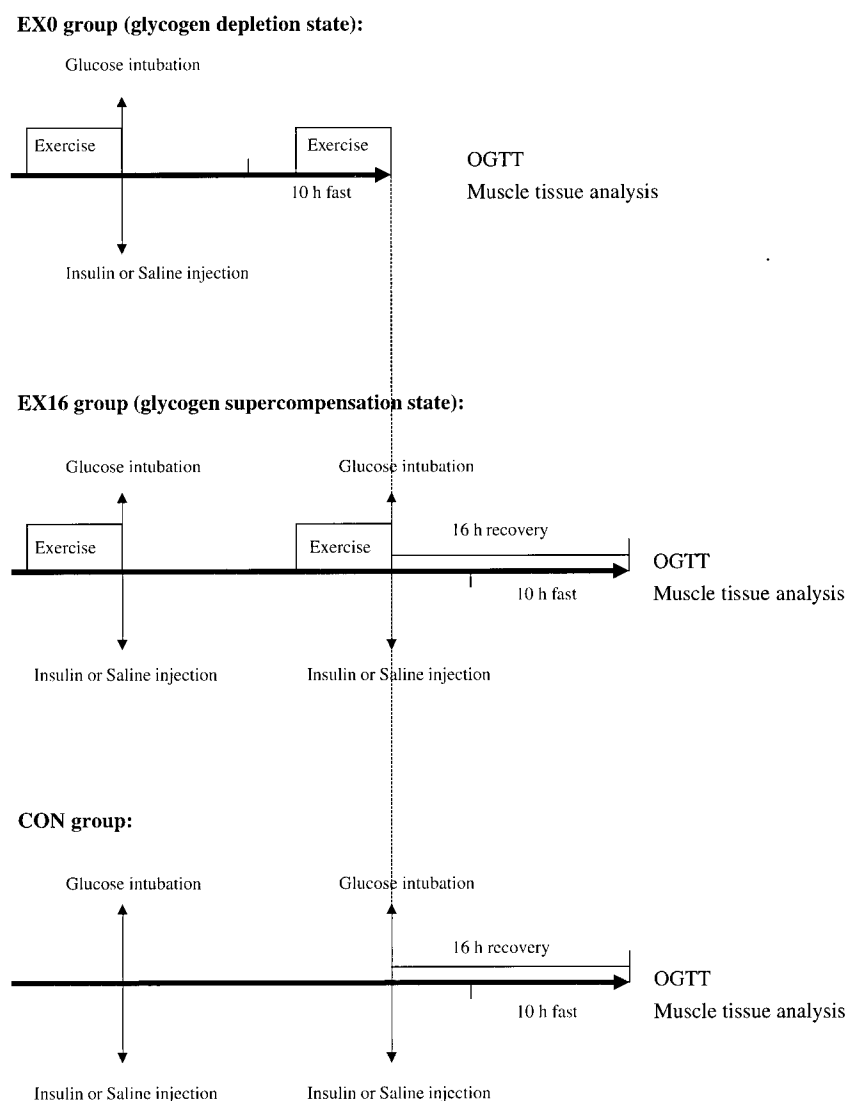 EX0 group (glycogen depletion state):
Glucose intubation
Exercise
Exercise
OGTT
10 h fast
Muscle tissue analysis
Insulin or Saline injection
EX16 group (glycogen supercompensation state):
Glucose intubation
Glucose intubation
16 h recovery
Exercise
Exercise
OGTT
10 h fast
Muscle tissue analysis
Insulin or Saline injection
Insulin or Saline injection
CON group:
Glucose intubation
Glucose intubation
16 h recovery
OGTT
10 h fast
Muscle tissue analysis
Insulin or Saline injection
Insulin or Saline injection